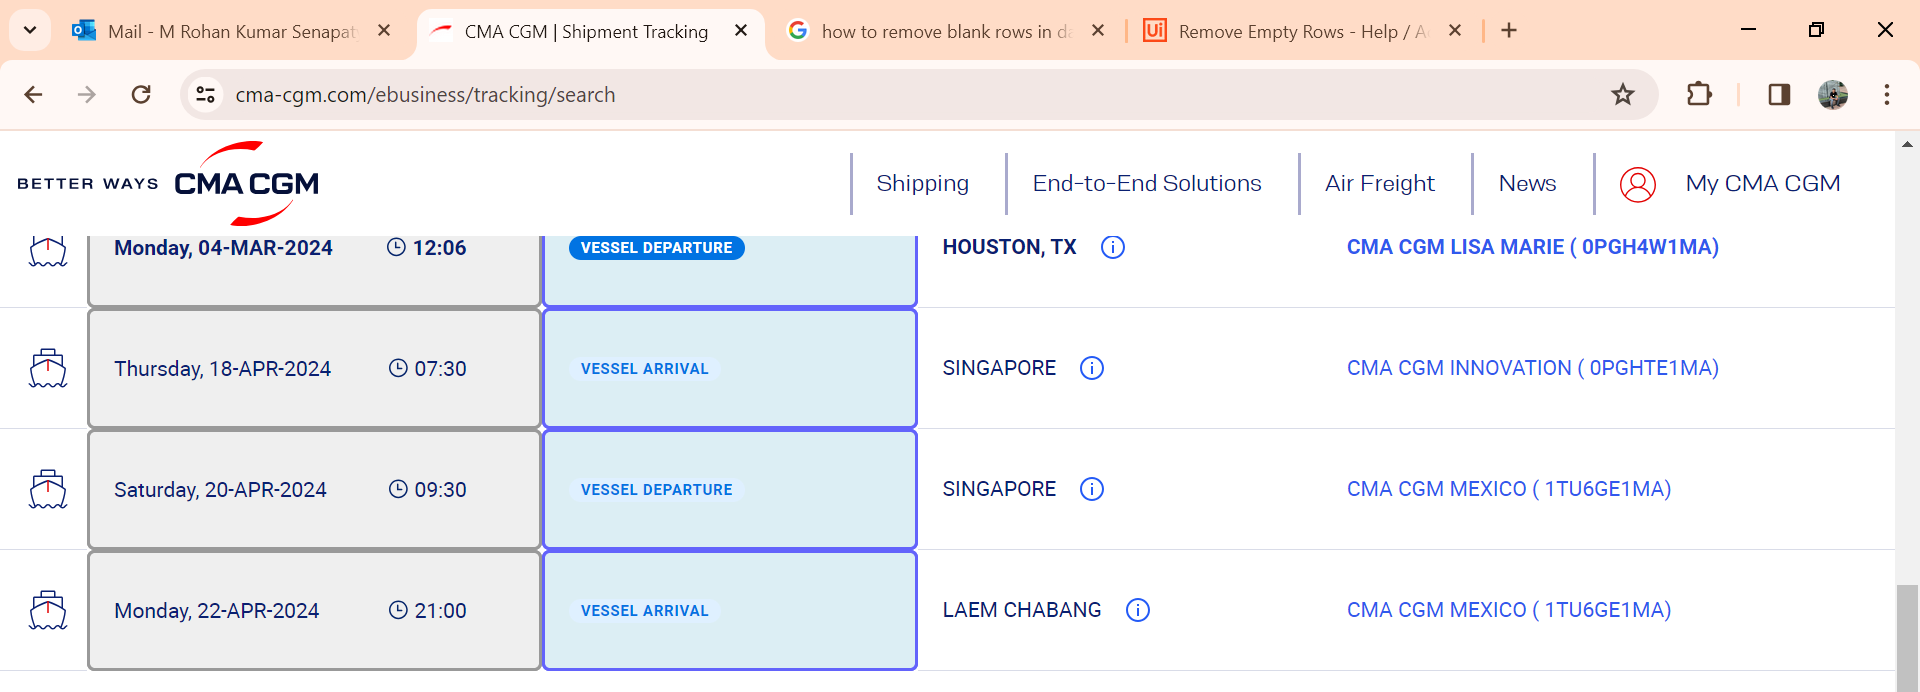 Mail - M Rohan Kumar Senapat
CMA CGM | Shipment Tracking
how to remove blank rows in da
Ui
Remove Empty Rows - Help / A
cma-cgm.com/ebusiness/tracking/search
BETTER WAYS
CMA CGM
Shipping
End-to-End Solutions
Air Freight
News
My CMA CGM
Monday, 04-MAR-2024 12:06 VESSEL DEPARTURE HOUSTON, TX CMA CGM LISA MARIE ( 0PGH4W1MA)
Thursday, 18-APR-2024 07:30 VESSEL ARRIVAL SINGAPORE CMA CGM INNOVATION ( 0PGHTE1MA)
Saturday, 20-APR-2024 09:30 VESSEL DEPARTURE SINGAPORE CMA CGM MEXICO ( 1TU6GE1MA)
Monday, 22-APR-2024 21:00 VESSEL ARRIVAL LAEM CHABANG CMA CGM MEXICO ( 1TU6GE1MA)